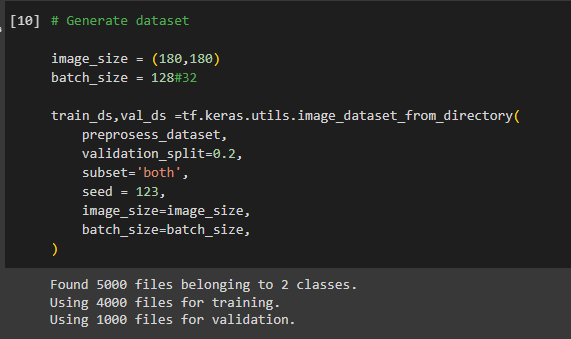 [10] # Generate dataset
image_size = (180,180)
batch_size = 128#32
train_ds,val_ds =tf.keras.utils.image_dataset_from_directory(
preprosess_dataset,
validation_split=0.2,
subset='both',
seed = 123,
image_size=image_size,
batch_size=batch_size,
)
Found 5000 files belonging to 2 classes.
Using 4000 files for training.
Using 1000 files for validation.